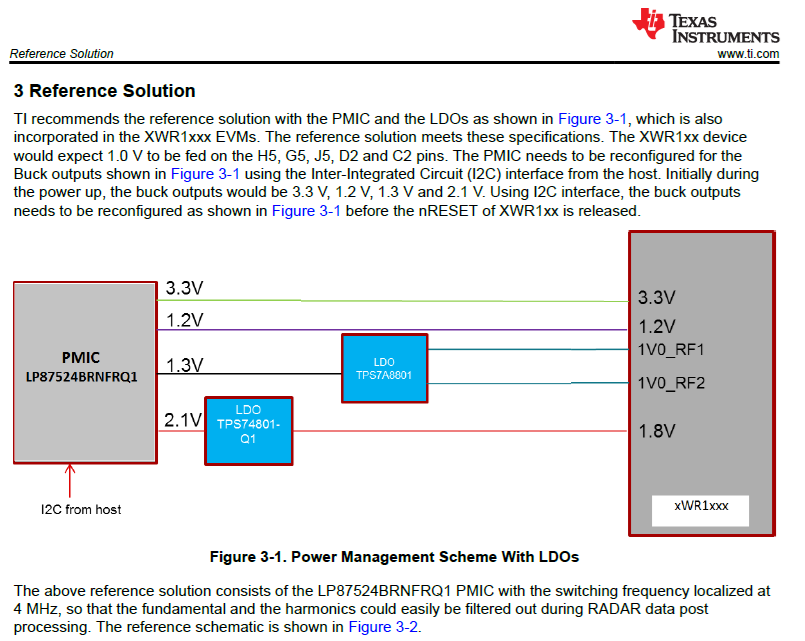 TEXAS
INSTRUMENTS
Reference Solution
www.ti.com
3 Reference Solution
TI recommends the reference solution with the PMIC and the LDOs as shown in Figure 3-1, which is also
incorporated in the XWR1xxx EVMs. The reference solution meets these specifications. The XWR1xx device
would expect 1.0 V to be fed on the H5, G5, J5, D2 and C2 pins. The PMIC needs to be reconfigured for the
Buck outputs shown in Figure 3-1 using the Inter-Integrated Circuit (I2C) interface from the host. Initially during
the power up, the buck outputs would be 3.3 V, 1.2 V, 1.3 V and 2.1 V. Using I2C interface, the buck outputs
needs to be reconfigured as shown in Figure 3-1 before the nRESET of XWR1xx is released.
PMIC
LP87524BRNFRQ1
3.3V
1.2V
1.3V
2.1V
LDO
TPS7A8801
LDO
TPS74801-
Q1
3.3V
1.2V
1V0_RF1
1V0_RF2
1.8V
xWR1xxx
I2C from host
Figure 3-1. Power Management Scheme With LDOs
The above reference solution consists of the LP87524BRNFRQ1 PMIC with the switching frequency localized at
4 MHz, so that the fundamental and the harmonics could easily be filtered out during RADAR data post
processing. The reference schematic is shown in Figure 3-2.